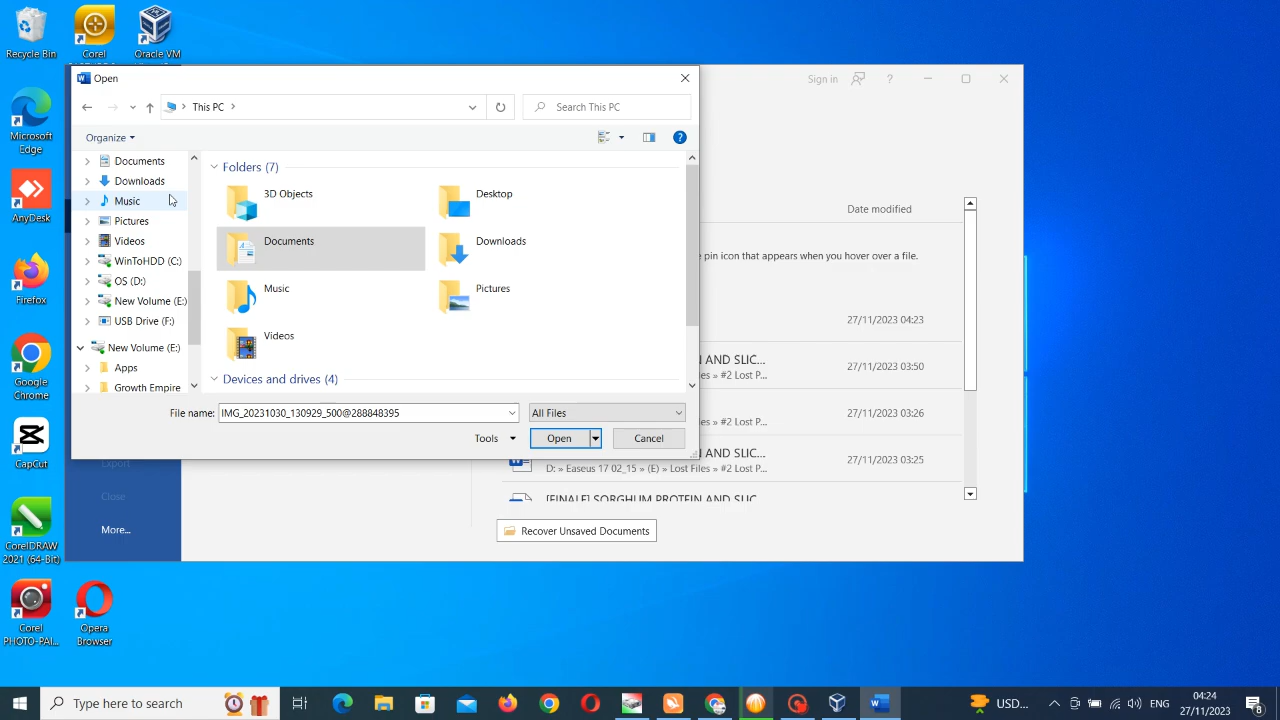 Recycle Bin
Corel
Oracle VM
Microsoft
Edge
AnyDesk
Firefox
Google
Chrome
CapCut
CorelDRAW
2021 (64-Bit)
Corel
PHOTO-PAI...
Opera
Browser
Open
This PC
Search This PC
Organize
Documents
Downloads
Music
Pictures
Videos
WinToHDD (C:)
OS (D:)
New Volume (E:)
USB Drive (F:)
New Volume (E:)
Apps
Growth Empire
Folders (7)
3D Objects
Desktop
Documents
Downloads
Music
Pictures
Videos
Devices and drives (4)
File name:
IMG_20231030_130929_500@288848395
All Files
Tools
Open
Cancel
Sign in
?
Date modified
pin icon that appears when you hover over a file.
27/11/2023 04:23
AND SLIC...
» #2 Lost P...
27/11/2023 03:50
» #2 Lost P...
27/11/2023 03:26
AND SLIC...
D: » Easeus 17 02_15 » (E) » Lost Files » #2 Lost P...
27/11/2023 03:25
[FINALE] SORGHUM PROTEIN AND SLIC
Recover Unsaved Documents
Export
Close
More...
Type here to search
USD...
ENG
04:24
27/11/2023
8